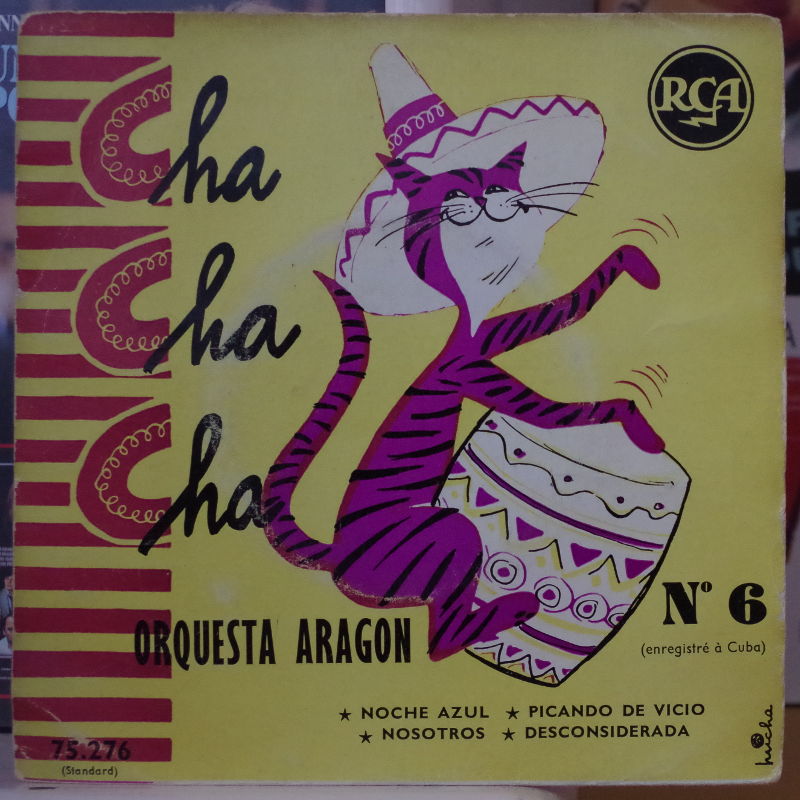 Cha
Cha
Cha
RCA
ORQUESTA ARAGON
Nº 6
(enregistré à Cuba)
★ NOCHE AZUL ★ PICANDO DE VICIO
★ NOSOTROS ★ DESCONSIDERADA
75.276
(Standard)